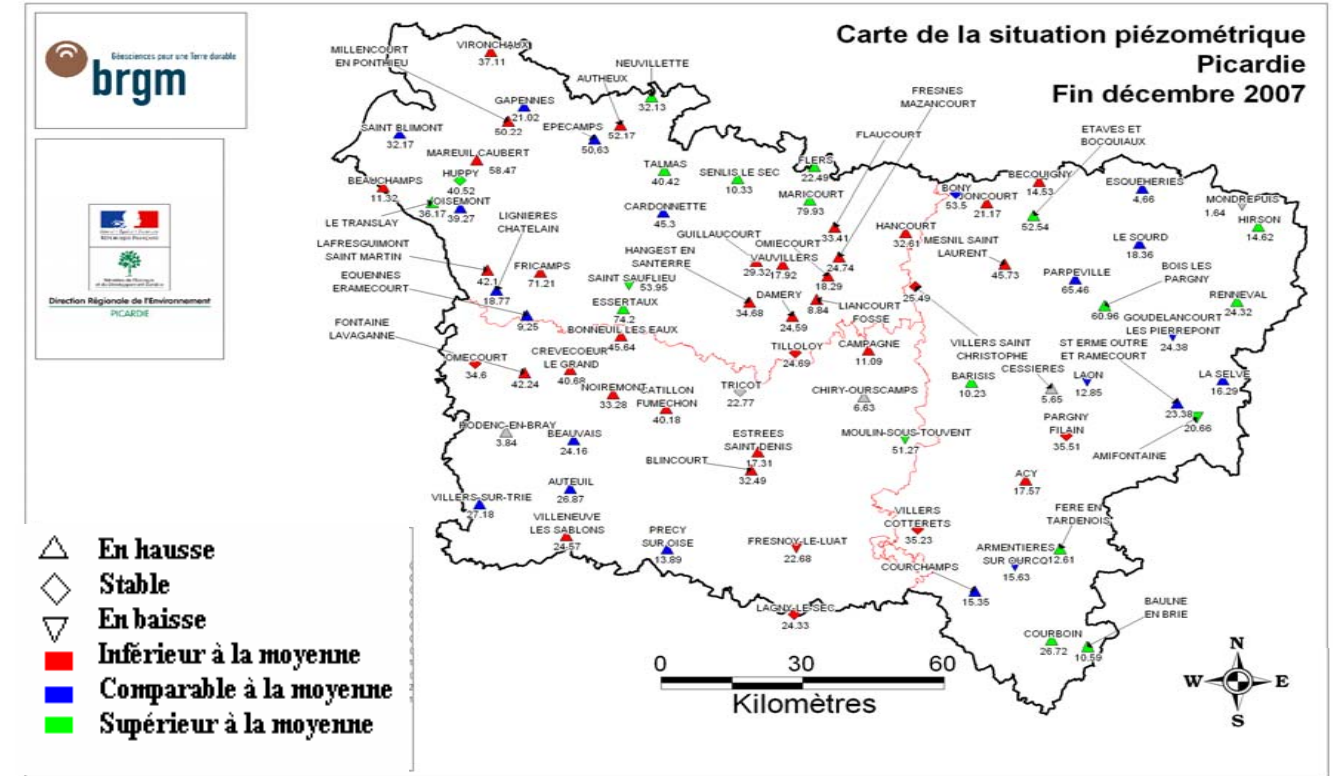 Géosciences pour une Terre durable
brgm
Direction Régionale de l'Environnement
PICARDIE
Carte de la situation piézométrique
Picardie
Fin décembre 2007
MILLENCOURT
EN PONTHIEU
50.22
VIRONCHAUX
37.11
AUTHEUX
52.17
NEUVILLETTE
32.13
GAPENNES
21.02
EPECAMPS
50,63
SAINT BLIMONT
32.17
MAREUIL CAUBERT
58.47
HUPPY
40.52
BEAUCHAMPS
11.32
LE TRANSLAY
36.17
39.27
TALMAS
40.42
SENLIS LE SEC
10.33
FLERS
22.49
MARICOURT
79.93
FLAUCOURT
33.41
FRESNES
MAZANCOURT
24.74
ETAVES ET
BOCQUIAUX
52.54
BECQUIGNY
14.53
BONY
53.5
JONCOURT
21.17
ESQUEHERIES
4.66
MONDREPUIS
1.64
HIRSON
14.62
LIGNIERES
CHATELAIN
18.77
CARDONNETTE
45.3
GUILLAUCOURT
29.32
OMIECOURT
18.29
VAUVILLERS
17.92
HANCOURT
32.61
MESNIL SAINT
LAURENT
45.73
LE SOURD
18.36
LAFRESGUIMONT
SAINT MARTIN
42.1
FRICAMPS
71.21
HANGEST EN
SANTERRE
34.68
SAINT SAUFLIEU
53.95
PARPEVILLE
65.46
BOIS LES
PARGNY
60.96
RENNEVAL
24.32
EQUENNES
ERAMECOURT
9.25
ESSERTAUX
74.2
DAMERY
24.59
LIANCOURT
FOSSE
8.84
25.49
VILLERS SAINT
CHRISTOPHE
GOUDELANCOURT
LES PIERREPONT
24.38
FONTAINE
LAVAGANNE
42.24
BONNEUIL LES EAUX
45.64
TILLOLOY
24.69
CAMPAGNE
11.09
ST ERME OUTRE
ET RAMECOURT
23.38
OMECOURT
34.6
CREVECOEUR
LE GRAND
40.68
NOIREMONT
33.28
CATILLON
FUMECHON
40.18
TRICOT
22.77
CHIRY-OURSCAMPS
6.63
BARISIS
10.23
CESSIERES
5.65
LAON
12.85
LA SELVE
16.29
HODENC-EN-BRAY
3.84
BEAUVAIS
24.16
ESTREES
SAINT-DENIS
17.31
MOULIN-SOUS-TOUVENT
51.27
PARGNY
FILAIN
35.51
20.66
AMIFONTAINE
BLINCOURT
32.49
ACY
17.57
VILLERS-SUR-TRIE
27.18
AUTEUIL
26.87
VILLENEUVE
LES SABLONS
24.57
PRECY
SUR OISE
13.89
FRESNOY-LE-LUAT
22.68
VILLERS
COTTERETS
35.23
FERE EN
TARDENOIS
12.61
ARMENTIERES
SUR OURCQ
15.63
COURCHAMPS
15.35
LAGNY-LE-SEC
24.33
COURBOIN
26.72
BAULNE
EN BRIE
10.59
En hausse
Stable
En baisse
Inférieur à la moyenne
Comparable à la moyenne
Supérieur à la moyenne
0 30 60
Kilomètres
N
W E
S